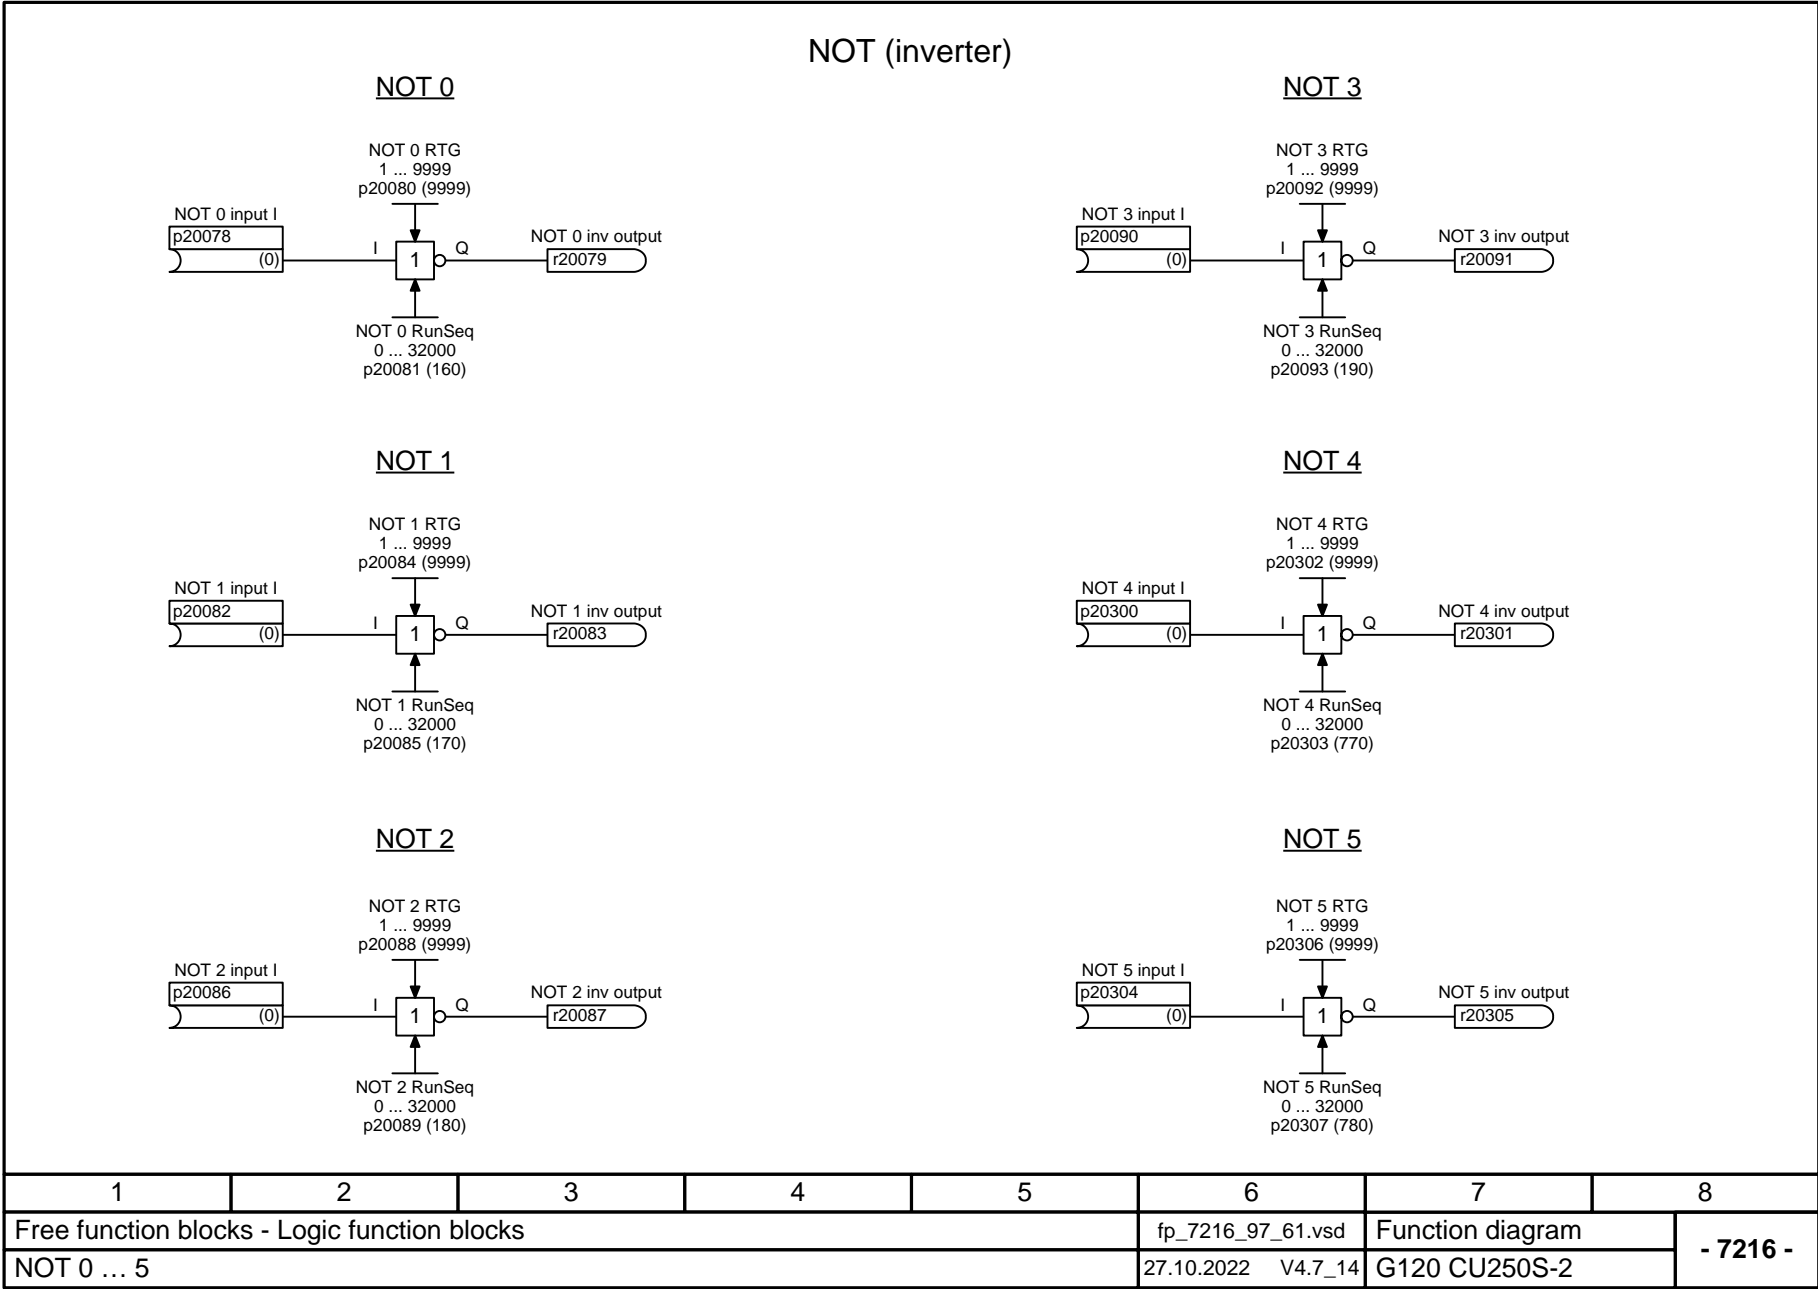 NOT (inverter)
NOT 0
NOT 0 RTG
1 ... 9999
p20080 (9999)
NOT 0 input I
p20078
(0)
I
1
Q
NOT 0 inv output
r20079
NOT 0 RunSeq
0 ... 32000
p20081 (160)
NOT 3
NOT 3 RTG
1 ... 9999
p20092 (9999)
NOT 3 input I
p20090
(0)
I
1
Q
NOT 3 inv output
r20091
NOT 3 RunSeq
0 ... 32000
p20093 (190)
NOT 1
NOT 1 RTG
1 ... 9999
p20084 (9999)
NOT 1 input I
p20082
(0)
I
1
Q
NOT 1 inv output
r20083
NOT 1 RunSeq
0 ... 32000
p20085 (170)
NOT 4
NOT 4 RTG
1 ... 9999
p20302 (9999)
NOT 4 input I
p20300
(0)
I
1
Q
NOT 4 inv output
r20301
NOT 4 RunSeq
0 ... 32000
p20303 (770)
NOT 2
NOT 2 RTG
1 ... 9999
p20088 (9999)
NOT 2 input I
p20086
(0)
I
1
Q
NOT 2 inv output
r20087
NOT 2 RunSeq
0 ... 32000
p20089 (180)
NOT 5
NOT 5 RTG
1 ... 9999
p20306 (9999)
NOT 5 input I
p20304
(0)
I
1
Q
NOT 5 inv output
r20305
NOT 5 RunSeq
0 ... 32000
p20307 (780)
1 2 3 4 5 6 7 8
Free function blocks - Logic function blocks
fp_7216_97_61.vsd
Function diagram
- 7216 -
NOT 0 … 5
27.10.2022 V4.7_14
G120 CU250S-2